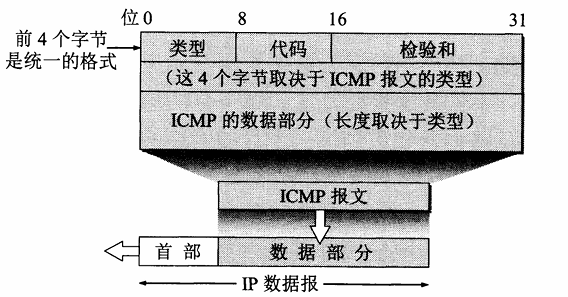 位 0 8 16 31
前 4 个字节
是统一的格式
类型 代码 检验和
(这 4 个字节取决于 ICMP 报文的类型)
ICMP 的数据部分(长度取决于类型)
ICMP 报文
首 部 数 据 部 分
IP 数据报